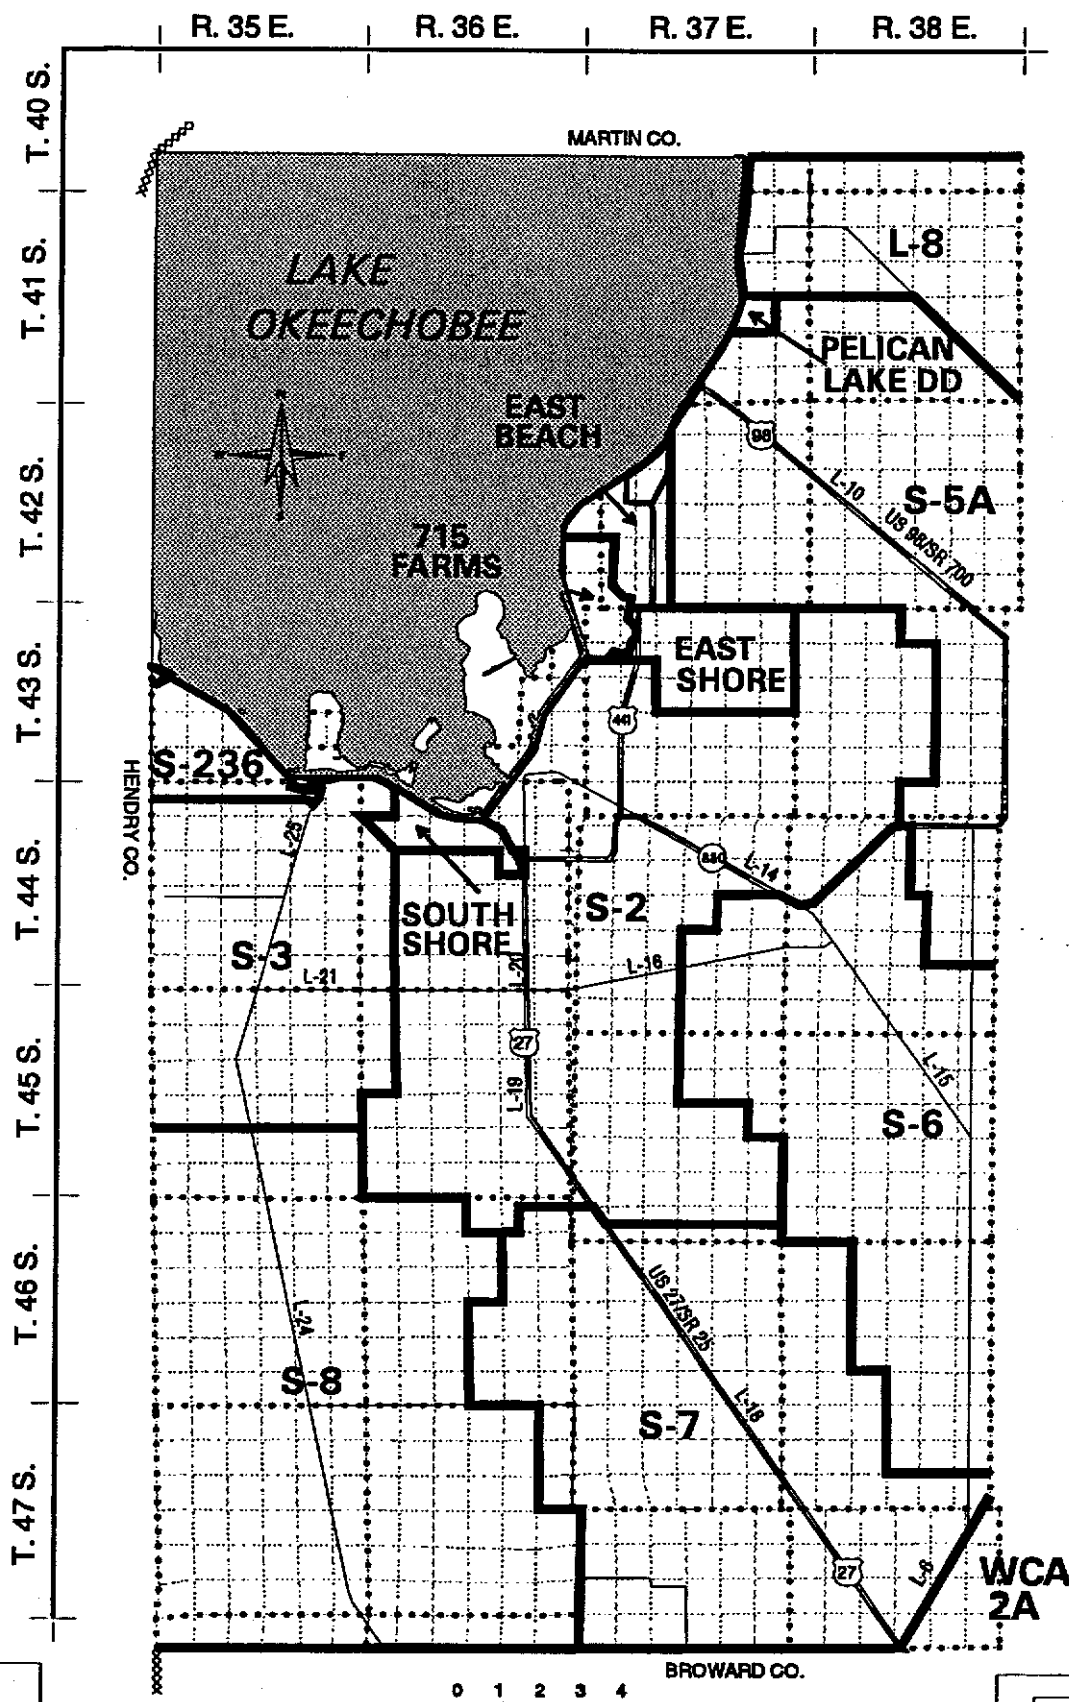 R. 35 E. R. 36 E. R. 37 E. R. 38 E.
T. 40 S.
MARTIN CO.
T. 41 S.
L-8
LAKE
OKEECHOBEE
PELICAN
LAKE DD
EAST
BEACH
98
T. 42 S.
L-10
S-5A
US 98/SR 700
715
FARMS
T. 43 S.
EAST
SHORE
441
S-236
HENDRY CO.
L-25
T. 44 S.
880
L-14
SOUTH
SHORE
S-2
S-3
L-20
L-16
L-21
27
T. 45 S.
L-19
L-15
S-6
T. 46 S.
US 27/SR 25
L-24
S-8
L-18
S-7
T. 47 S.
27
L-6
WCA
2A
BROWARD CO.
0 1 2 3 4